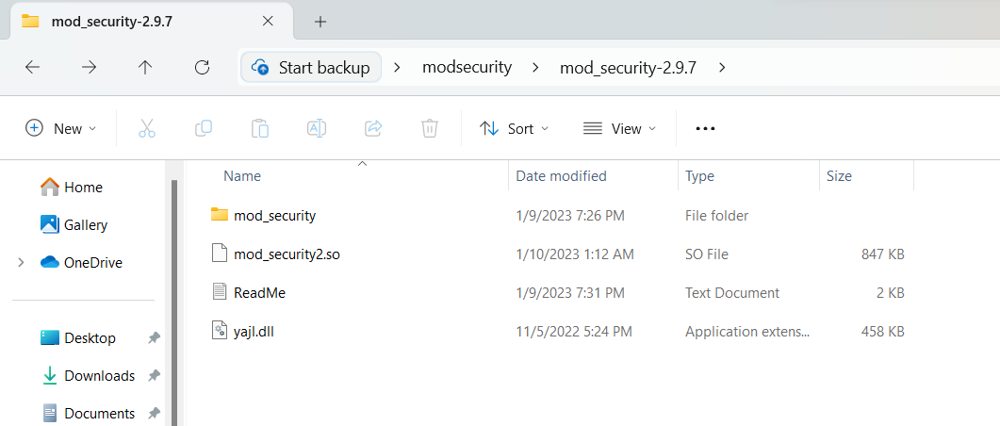 mod_security-2.9.7
Start backup > modsecurity > mod_security-2.9.7 >
New Sort View
Name Date modified Type Size
Home
Gallery
OneDrive
Desktop
Downloads
Documents
mod_security 1/9/2023 7:26 PM File folder
mod_security2.so 1/10/2023 1:12 AM SO File 847 KB
ReadMe 1/9/2023 7:31 PM Text Document 2 KB
yajl.dll 11/5/2022 5:24 PM Application extens... 458 KB